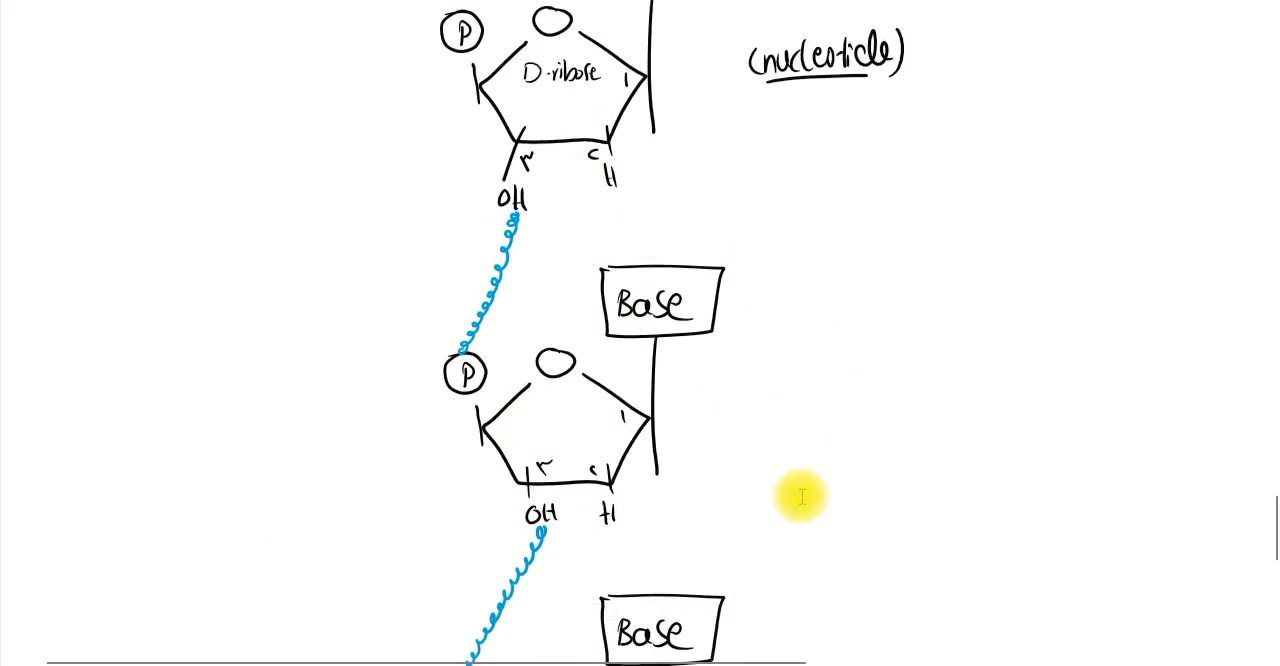 P
(nucleotide)
D-ribose
1
H
OH
Base
P
1
OH H
Base